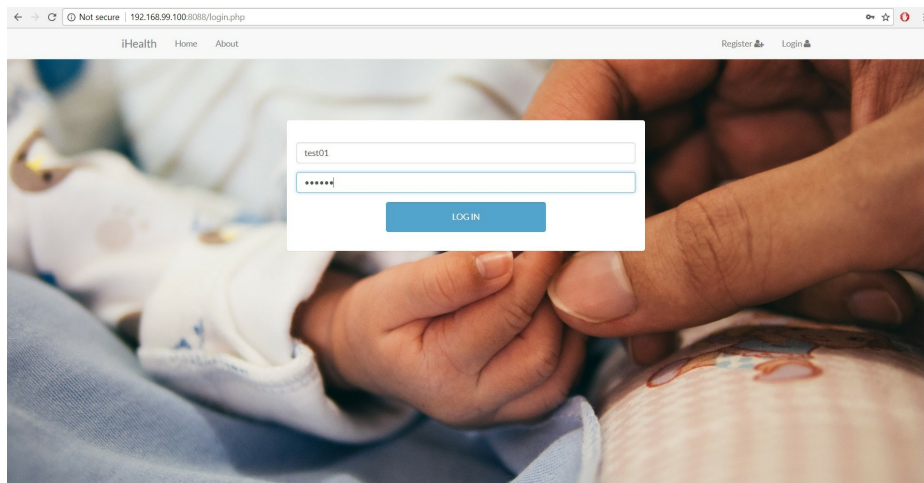 Not secure | 192.168.99.100:8088/login.php
iHealth Home About Register Login
test01
••••••
LOG IN